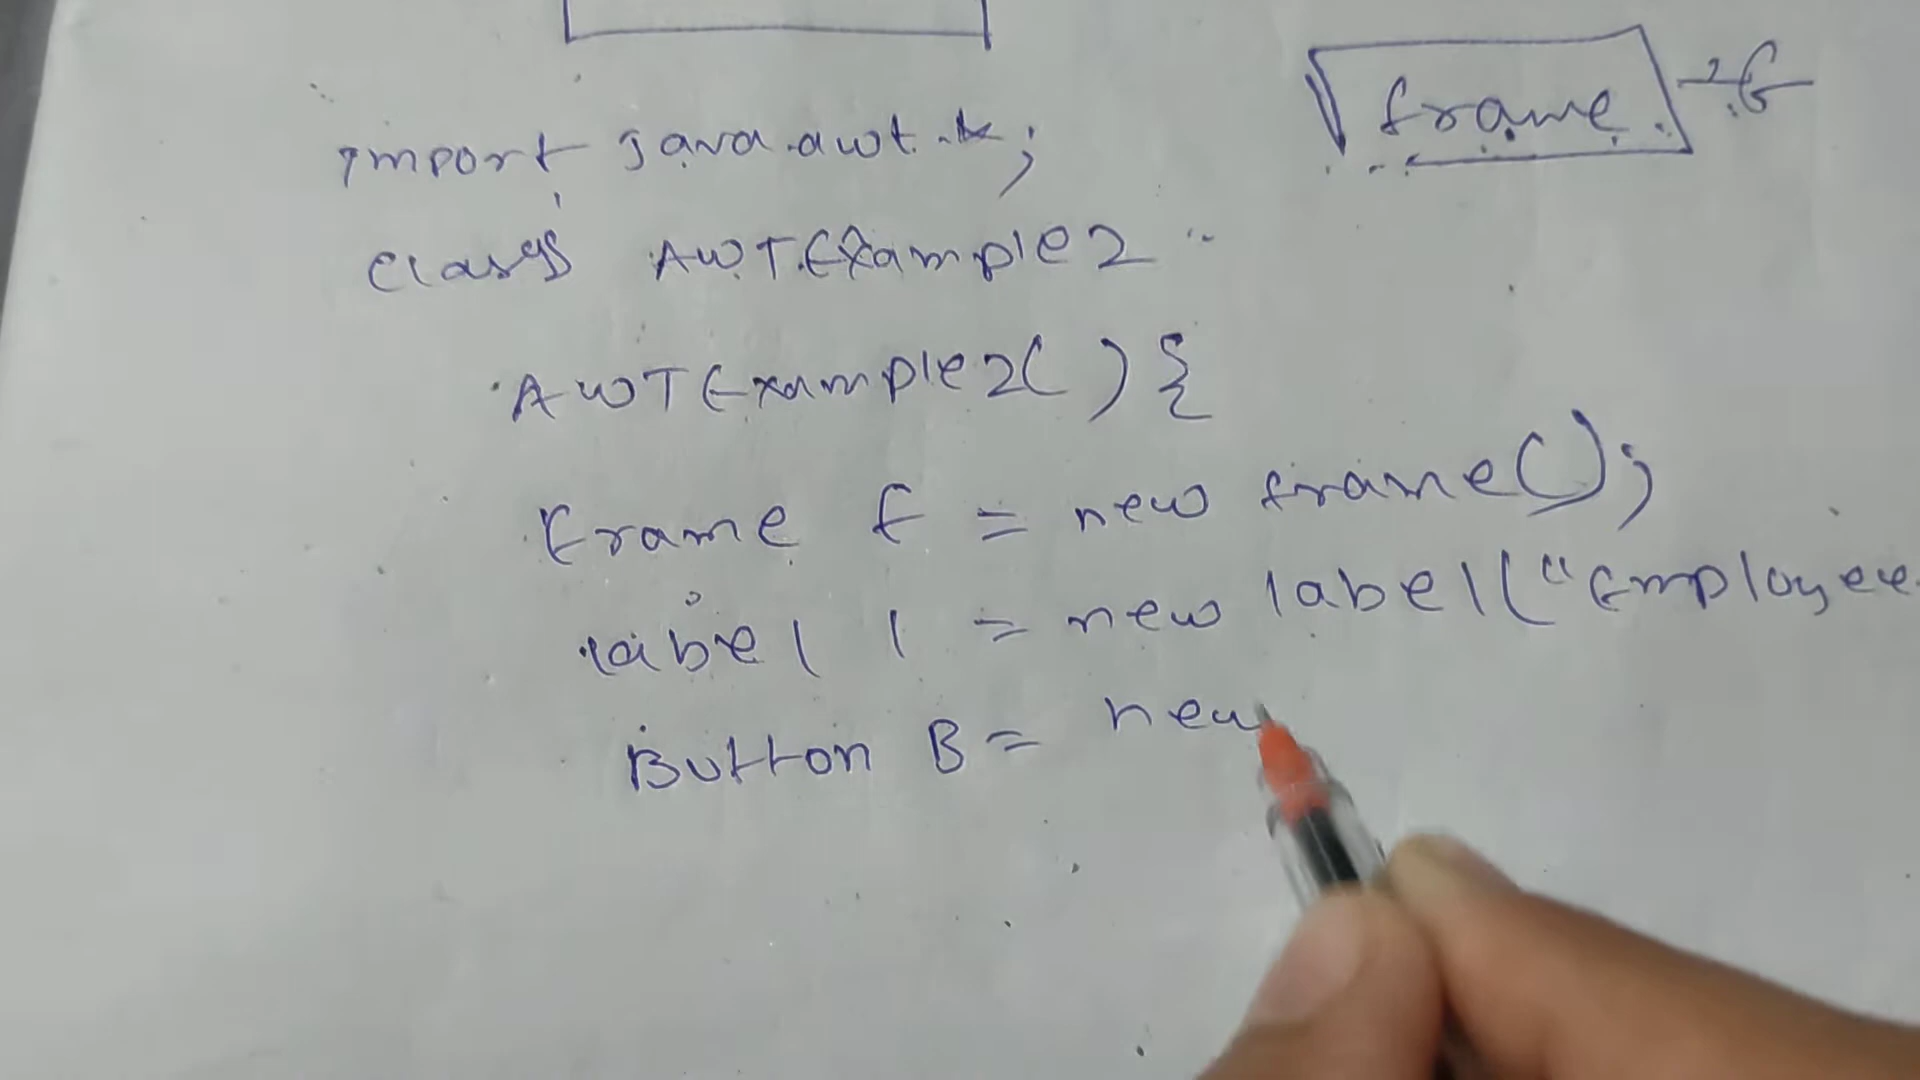 frame
import java.awt.*;
class AWTExample2
AWTExample2( ) {
Frame f = new frame();
label l = new label("Employee
Button B = new